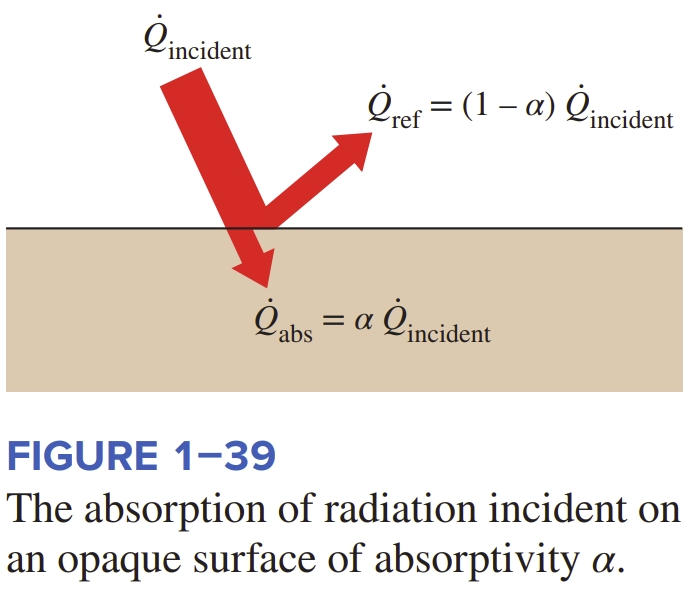 Q̇incident
Q̇ref = (1 – α) Q̇incident
Q̇abs = α Q̇incident
FIGURE 1–39
The absorption of radiation incident on
an opaque surface of absorptivity α.